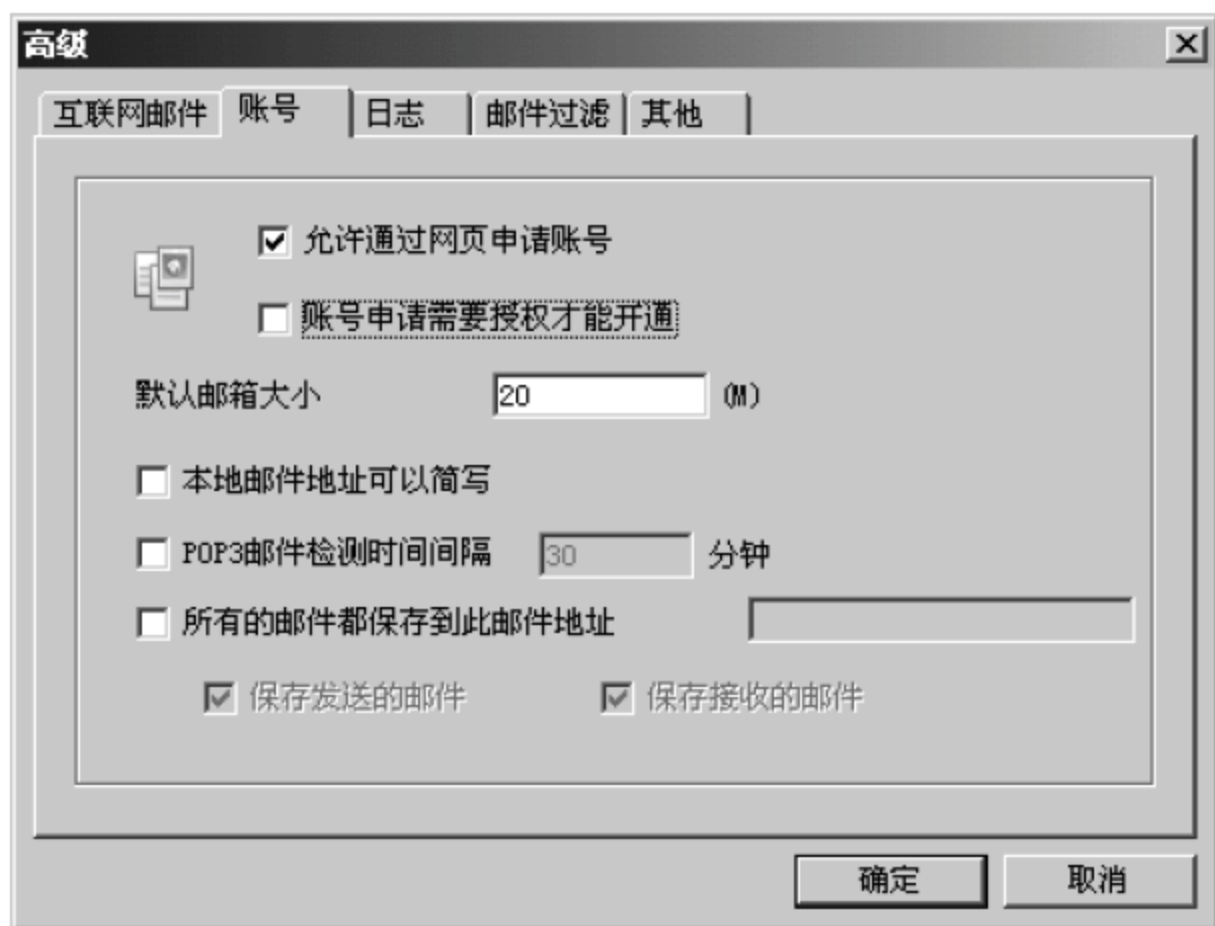 高级
互联网邮件 账号 日志 邮件过滤 其他
允许通过网页申请账号
账号申请需要授权才能开通
默认邮箱大小 20 (M)
本地邮件地址可以简写
POP3邮件检测时间间隔 30 分钟
所有的邮件都保存到此邮件地址
保存发送的邮件 保存接收的邮件
确定 取消